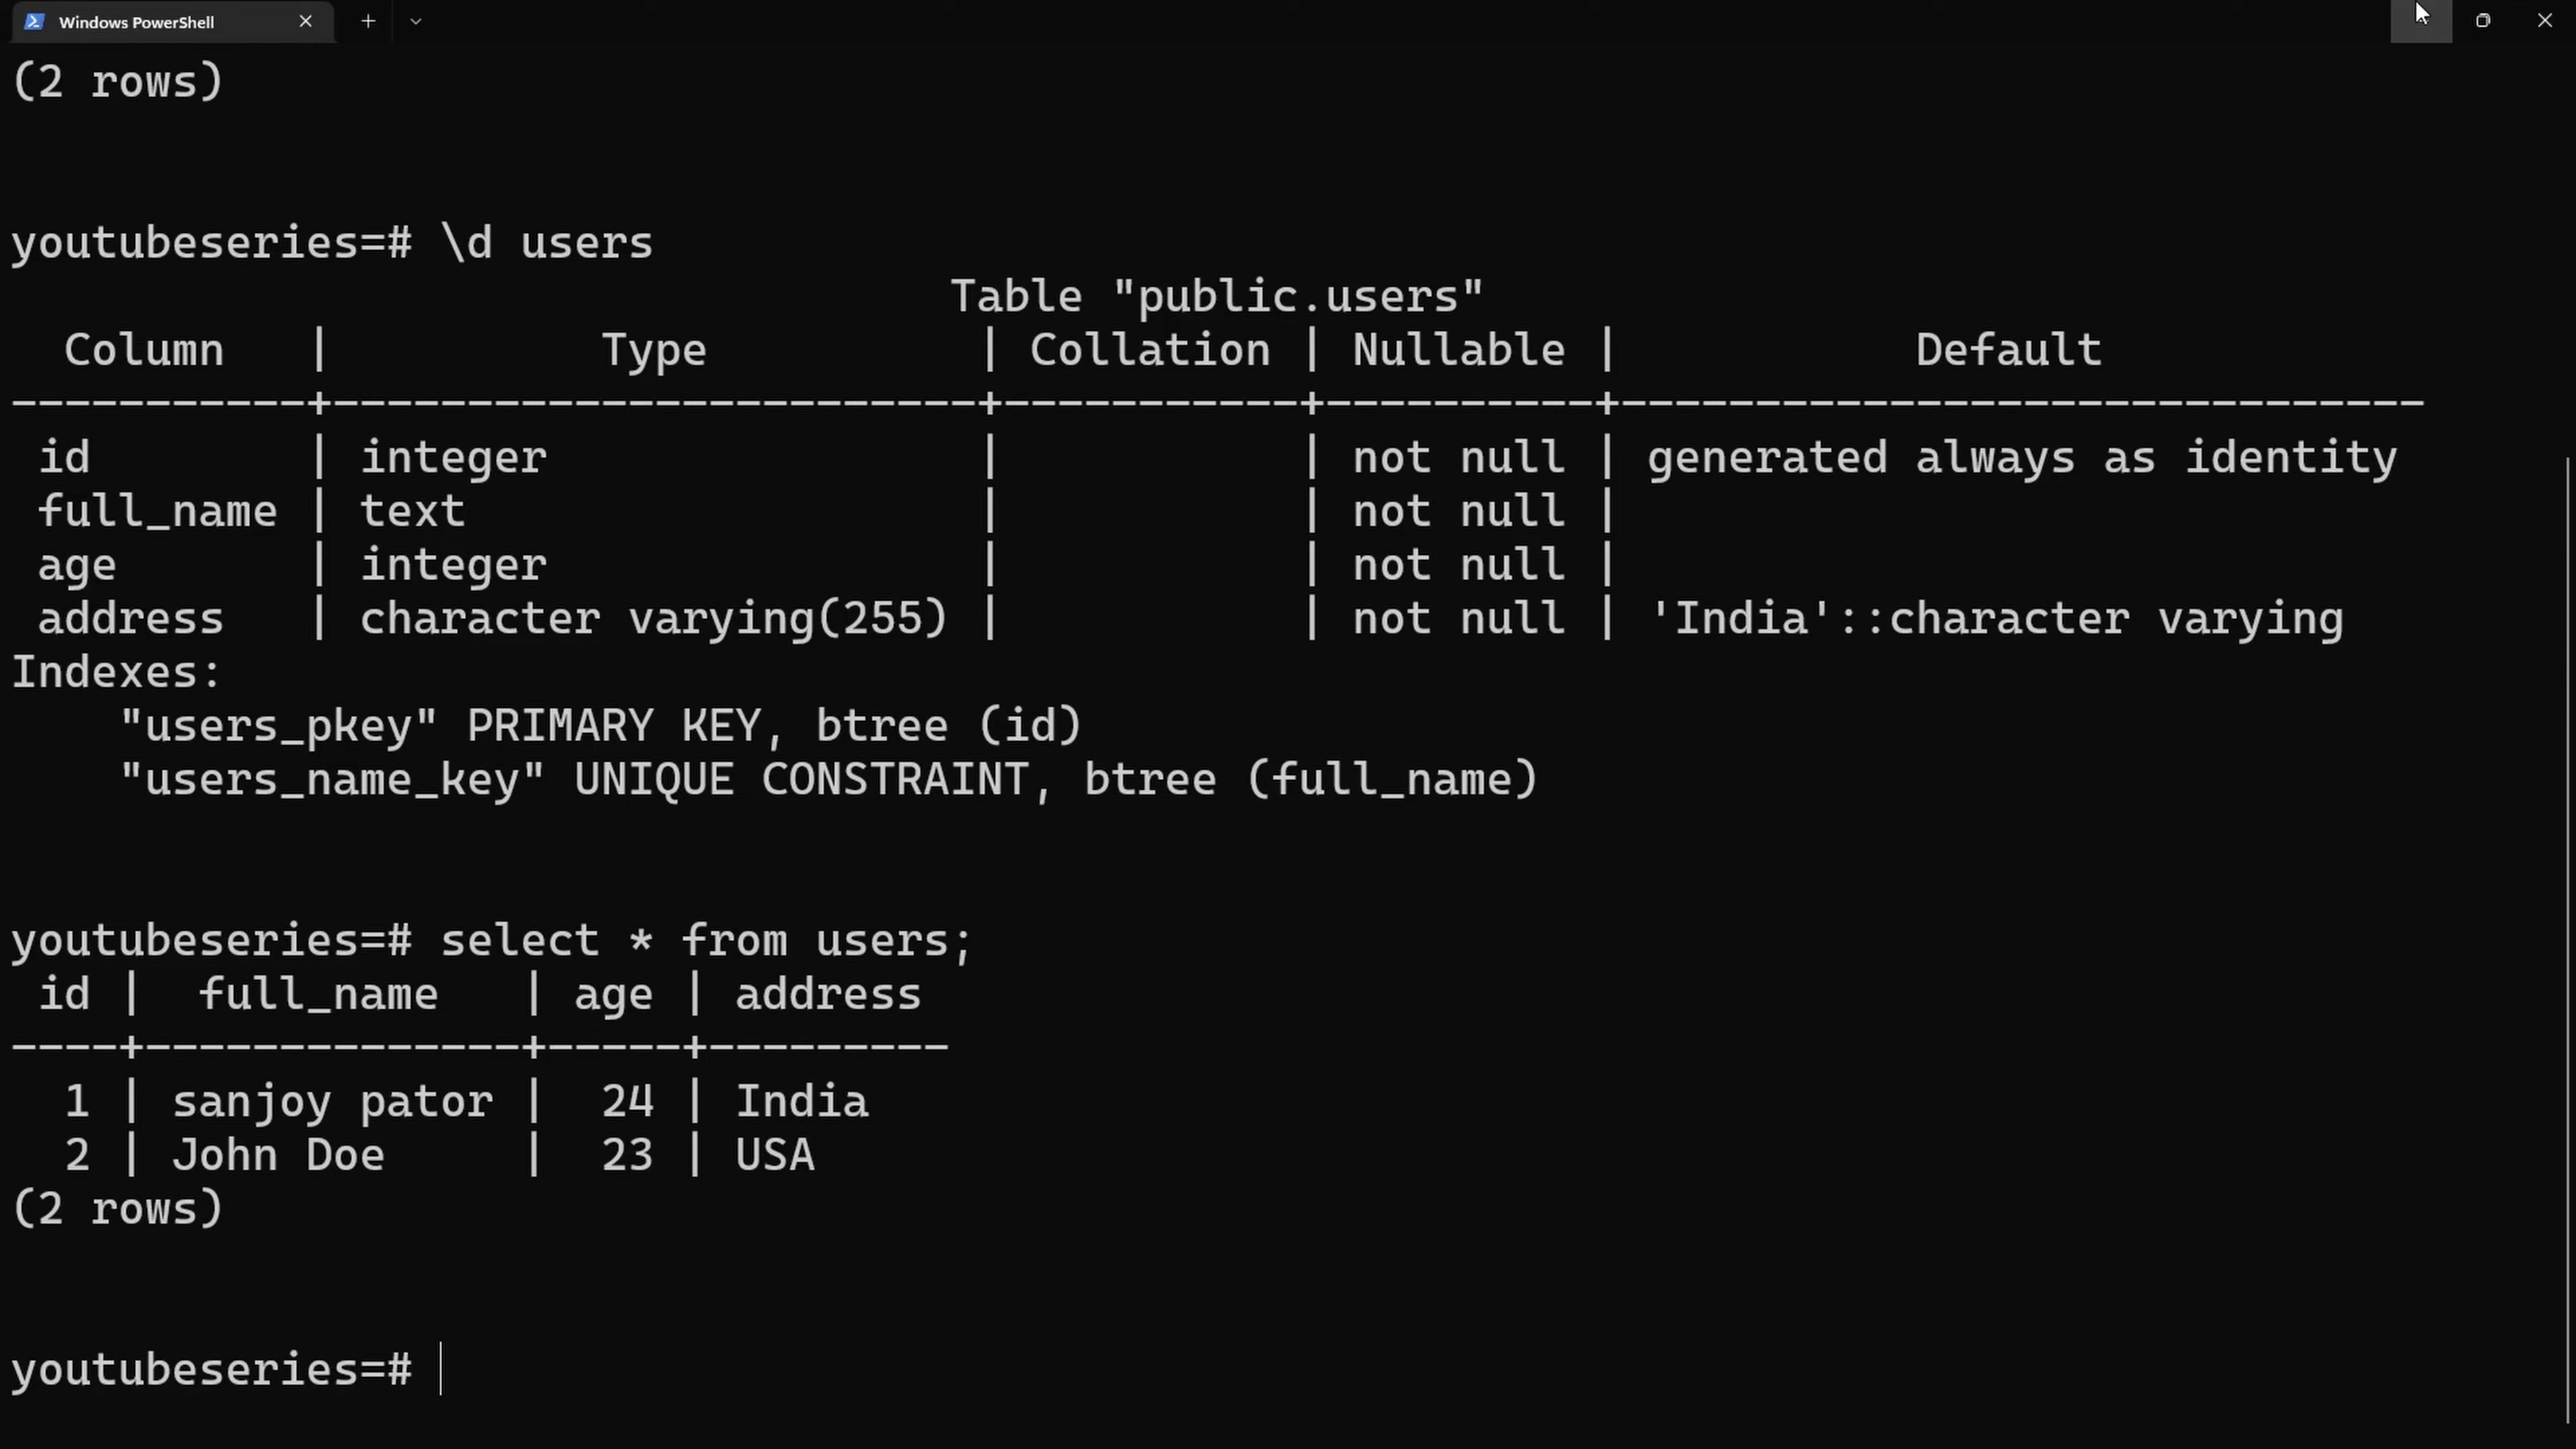 Windows PowerShell
(2 rows)
youtubeseries=# \d users
                                   Table "public.users"
  Column   |          Type          | Collation | Nullable |           Default
-----------+------------------------+-----------+----------+------------------------------
 id        | integer                |           | not null | generated always as identity
 full_name | text                   |           | not null |
 age       | integer                |           | not null |
 address   | character varying(255) |           | not null | 'India'::character varying
Indexes:
    "users_pkey" PRIMARY KEY, btree (id)
    "users_name_key" UNIQUE CONSTRAINT, btree (full_name)
youtubeseries=# select * from users;
 id |  full_name   | age | address
----+--------------+-----+---------
  1 | sanjoy pator |  24 | India
  2 | John Doe     |  23 | USA
(2 rows)
youtubeseries=#